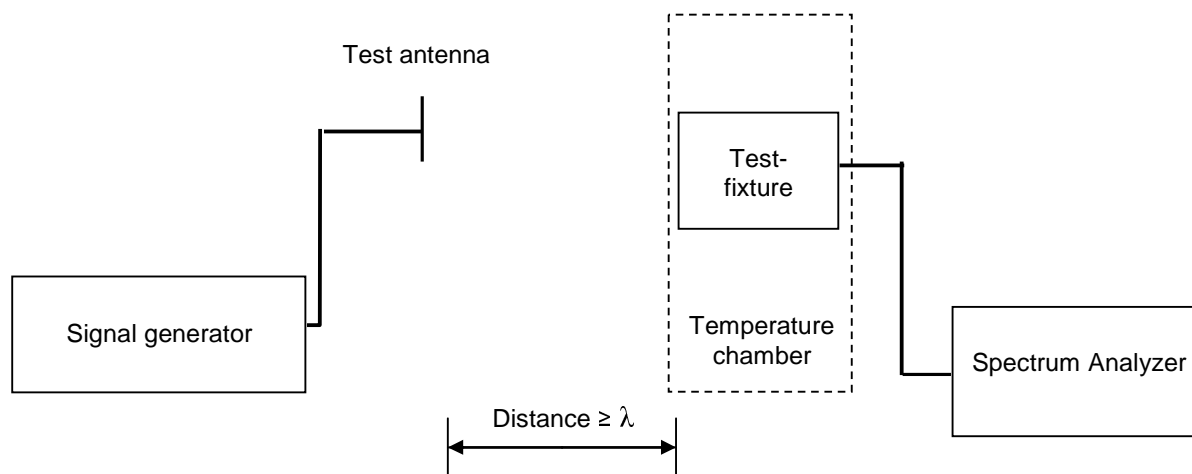 Test antenna
Test-
fixture
Signal generator
Temperature
chamber
Spectrum Analyzer
Distance ≥ λ